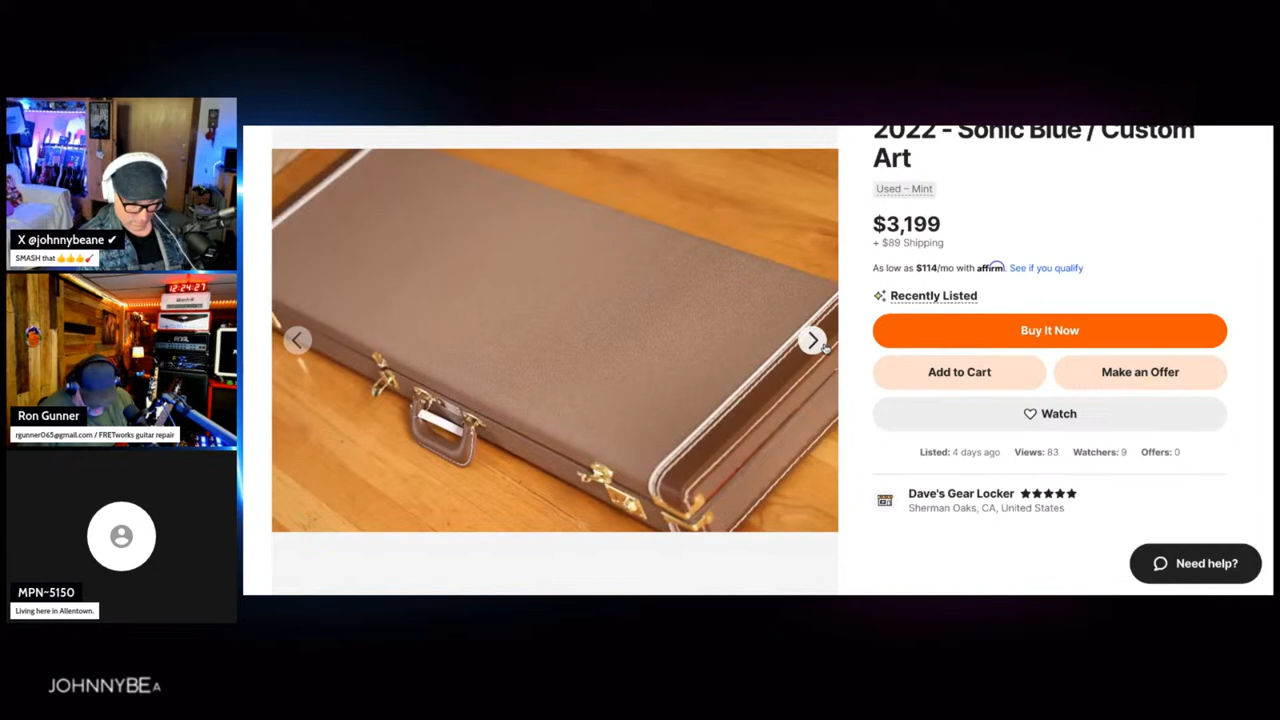 X @johnnybeane ✔
SMASH that 👍👍👍🎸
12:24:27
Ron Gunner
rgunner065@gmail.com / FRETworks guitar repair
MPN~5150
Living here in Allentown.
2022 - Sonic Blue / Custom
Art
Used – Mint
$3,199
+ $89 Shipping
As low as $114/mo with affirm. See if you qualify
Recently Listed
Buy It Now
Add to Cart
Make an Offer
Watch
Listed: 4 days ago Views: 83 Watchers: 9 Offers: 0
Dave's Gear Locker ★★★★★
Sherman Oaks, CA, United States
Need help?
JOHNNYBEA